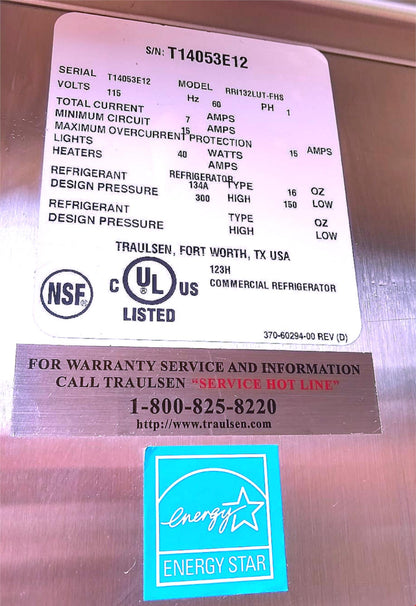 S/N: T14053E12
SERIAL T14053E12 MODEL RRI132LUT-FHS
VOLTS 115 Hz 60 PH 1
TOTAL CURRENT 7 AMPS
MINIMUM CIRCUIT 15 AMPS
MAXIMUM OVERCURRENT PROTECTION 15 AMPS
LIGHTS 40 WATTS
HEATERS AMPS
REFRIGERATOR
REFRIGERANT 134A TYPE 16 OZ
DESIGN PRESSURE 300 HIGH 150 LOW
REFRIGERANT TYPE OZ
DESIGN PRESSURE HIGH LOW
TRAULSEN, FORT WORTH, TX USA
123H
COMMERCIAL REFRIGERATOR
NSF®
C UL® US
LISTED
370-60294-00 REV (D)
FOR WARRANTY SERVICE AND INFORMATION
CALL TRAULSEN "SERVICE HOT LINE"
1-800-825-8220
http://www.traulsen.com
energy
ENERGY STAR